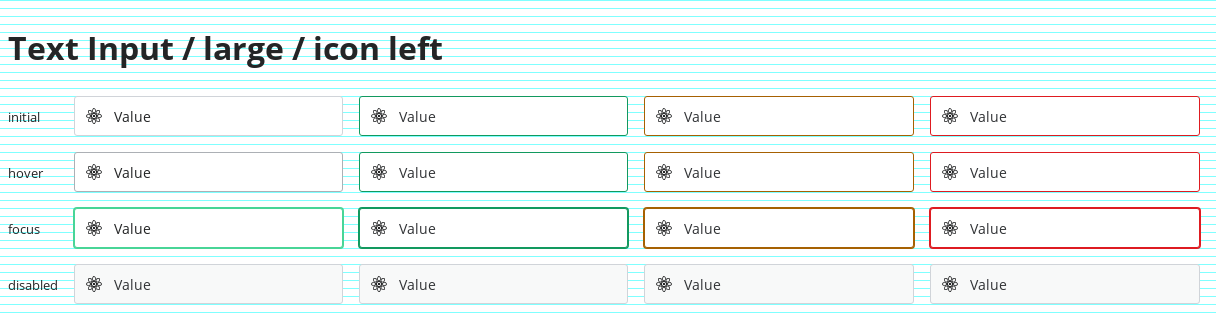 Text Input / large / icon left
initial Value Value Value Value
hover Value Value Value Value
focus Value Value Value Value
disabled Value Value Value Value